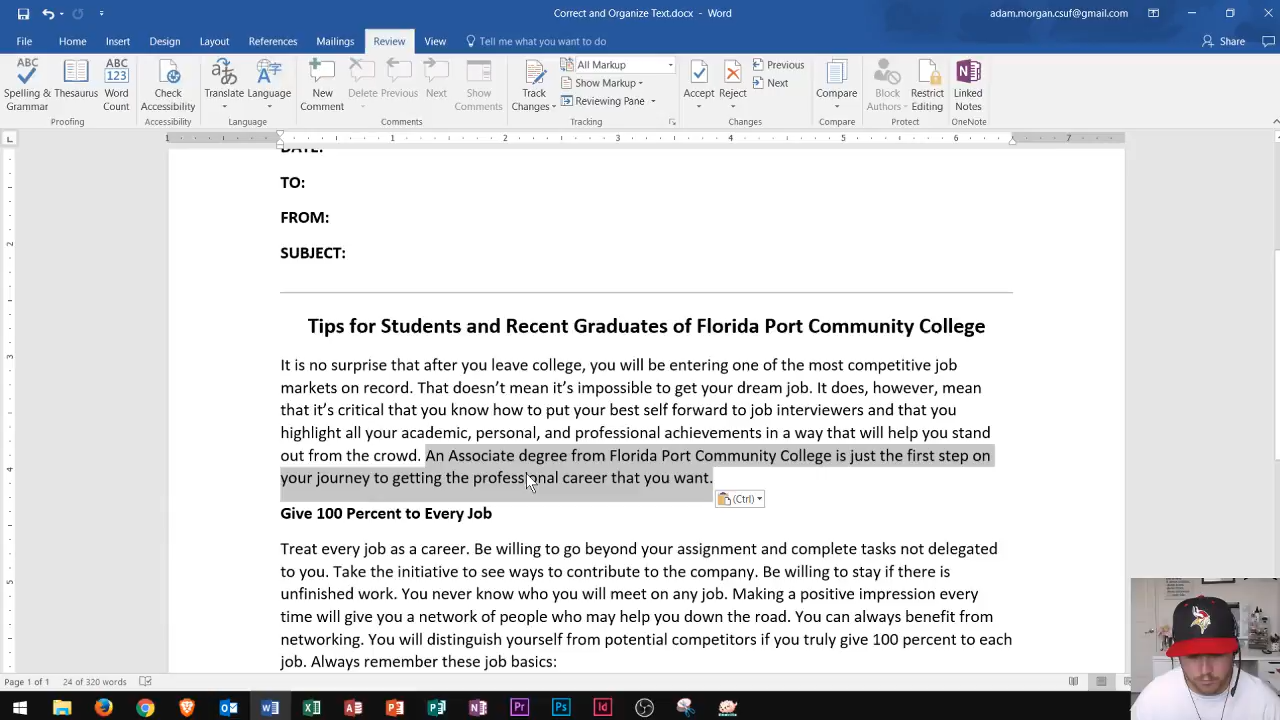 Correct and Organize Text.docx - Word
adam.morgan.csuf@gmail.com
File Home Insert Design Layout References Mailings Review View Tell me what you want to do Share
ABC ABC 123
Spelling & Grammar Thesaurus Word Count Check Accessibility Translate Language New Comment Delete Previous Next Show Comments Track Changes All Markup Show Markup Reviewing Pane Accept Reject Previous Next Compare Block Authors Restrict Editing Linked Notes
Proofing Accessibility Language Comments Tracking Changes Compare Protect OneNote
1 1 2 3 4 5 6 7
2
3
4
5
DATE:
TO:
FROM:
SUBJECT:
Tips for Students and Recent Graduates of Florida Port Community College
It is no surprise that after you leave college, you will be entering one of the most competitive job
markets on record. That doesn’t mean it’s impossible to get your dream job. It does, however, mean
that it’s critical that you know how to put your best self forward to job interviewers and that you
highlight all your academic, personal, and professional achievements in a way that will help you stand
out from the crowd. An Associate degree from Florida Port Community College is just the first step on
your journey to getting the professional career that you want.
(Ctrl)
Give 100 Percent to Every Job
Treat every job as a career. Be willing to go beyond your assignment and complete tasks not delegated
to you. Take the initiative to see ways to contribute to the company. Be willing to stay if there is
unfinished work. You never know who you will meet on any job. Making a positive impression every
time will give you a network of people who may help you down the road. You can always benefit from
networking. You will distinguish yourself from potential competitors if you truly give 100 percent to each
job. Always remember these job basics:
Page 1 of 1 24 of 320 words